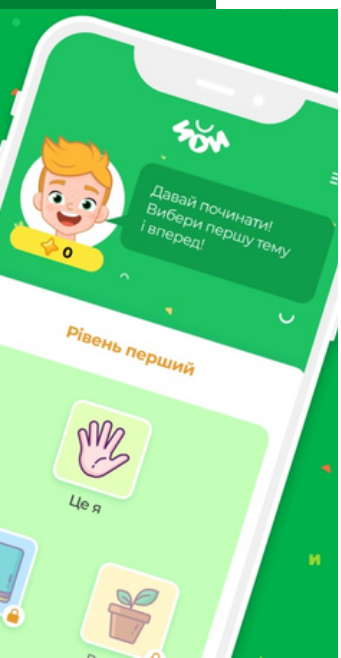 Давай починати!
Вибери першу тему
і вперед!
0
Рівень перший
Це я
и